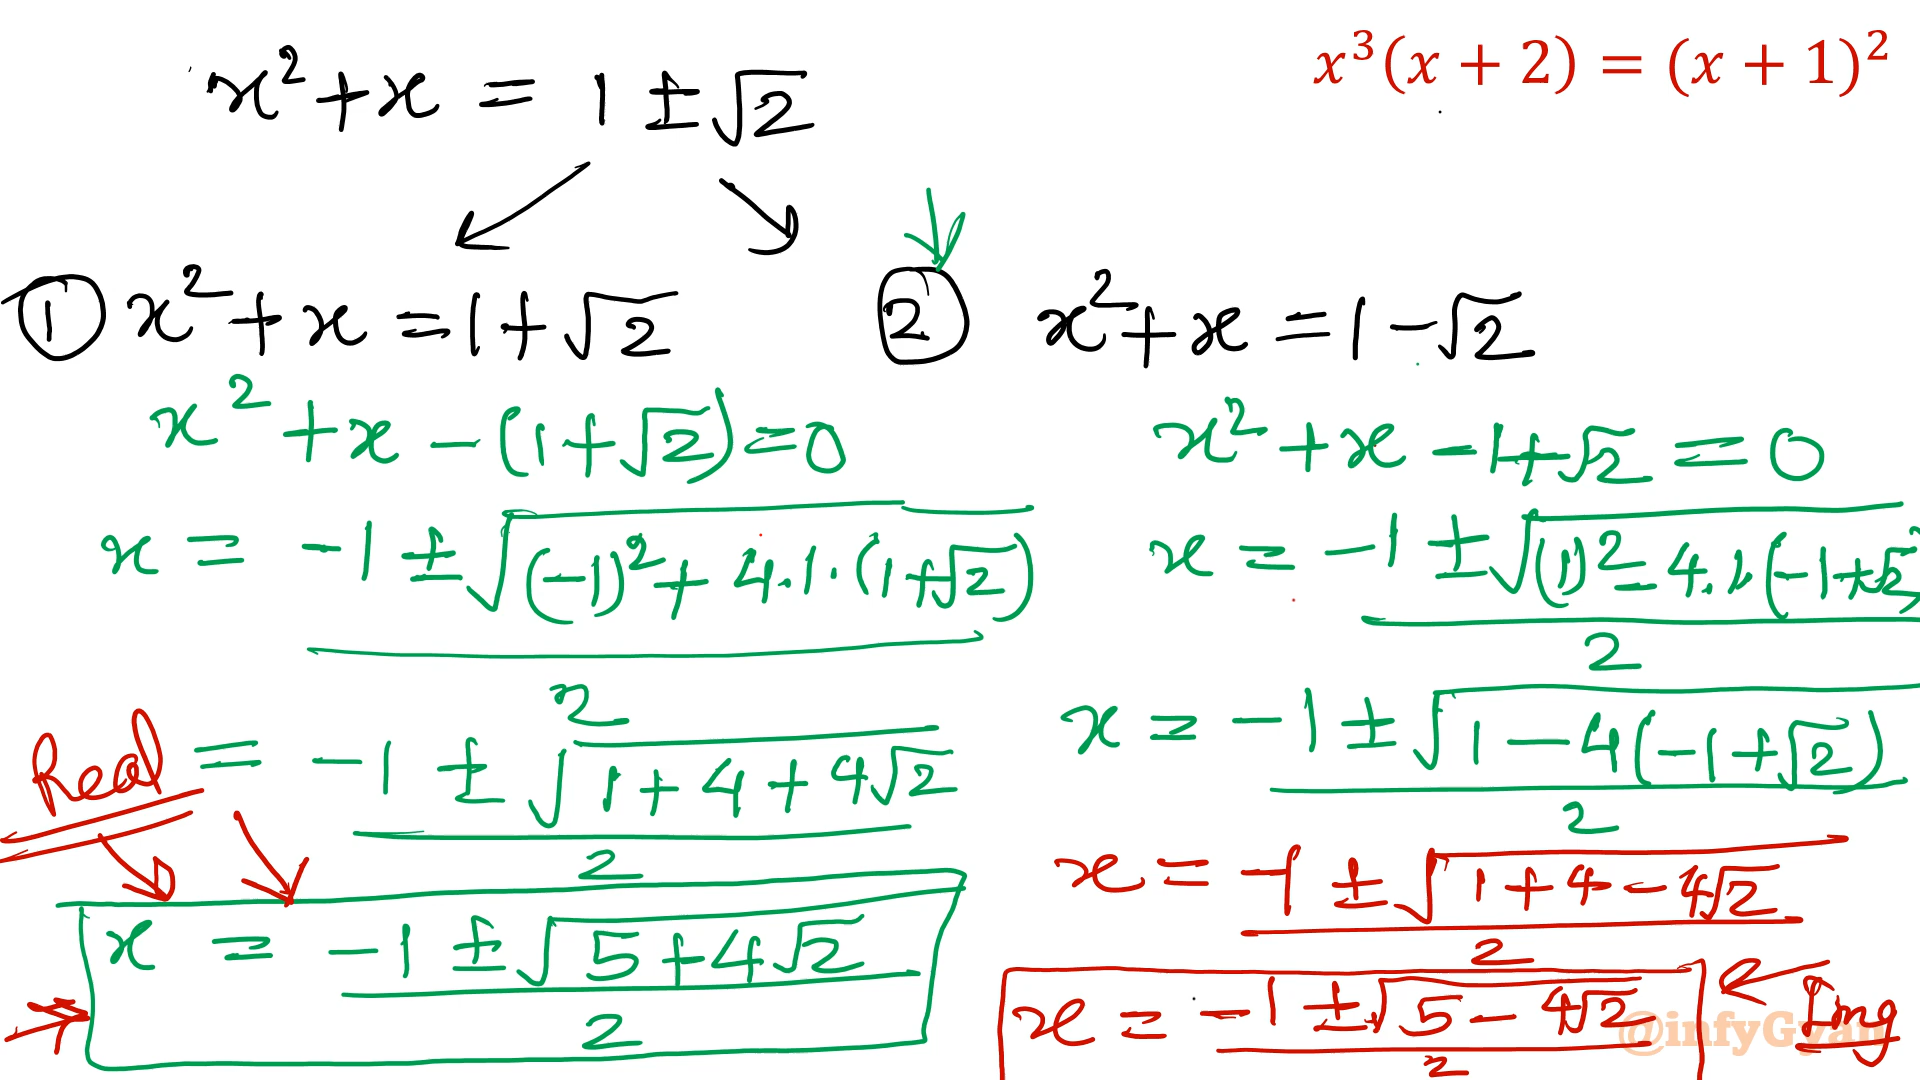 x³(x + 2) = (x + 1)²
x² + x = 1 ± √2
① x² + x = 1 + √2
x² + x - (1 + √2) = 0
x = (-1 ± √((-1)² + 4.1.(1 + √2))) / 2
= (-1 ± √(1 + 4 + 4√2)) / 2
Real
x = (-1 ± √(5 + 4√2)) / 2
② x² + x = 1 - √2
x² + x - 1 + √2 = 0
x = (-1 ± √((1)² - 4.1(-1 + √2))) / 2
x = (-1 ± √(1 - 4(-1 + √2))) / 2
x = (-1 ± √(1 + 4 - 4√2)) / 2
x = (-1 ± √(5 - 4√2)) / 2
Img
@infyGyan